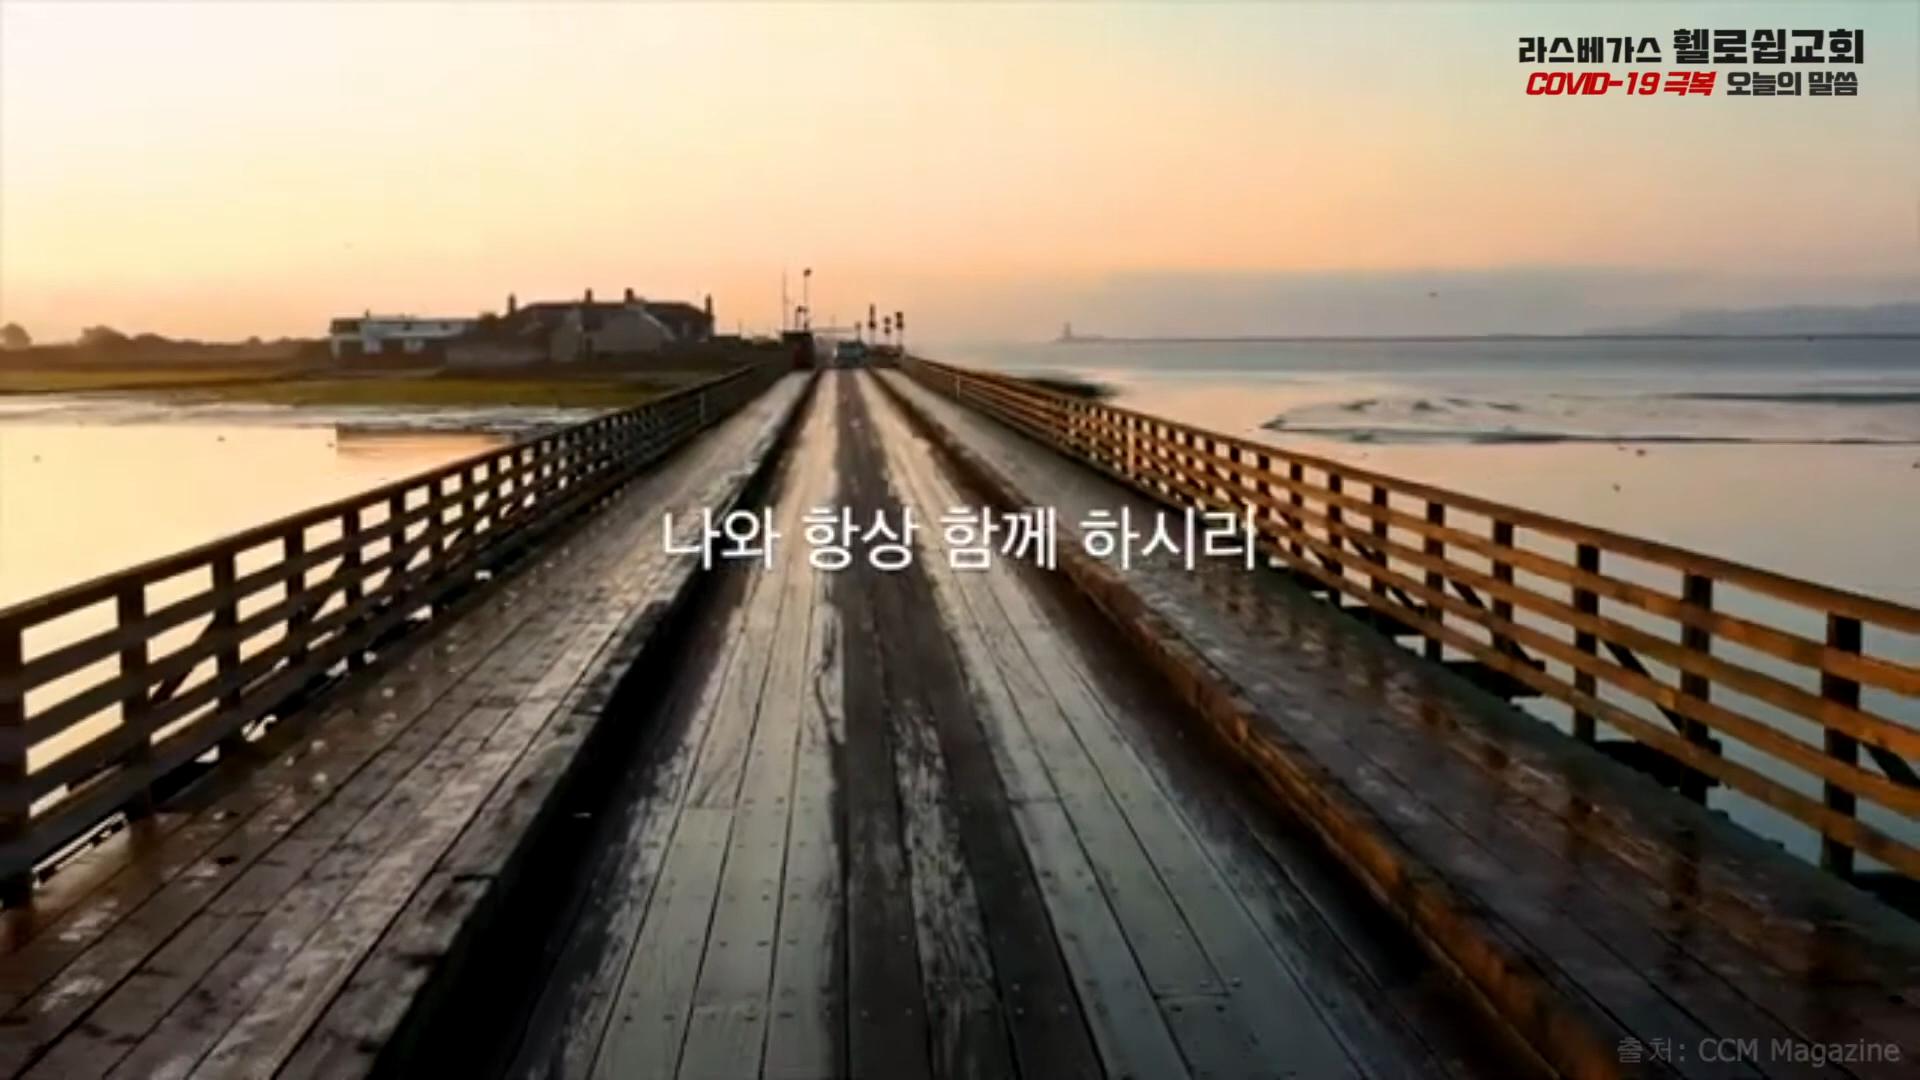 라스베가스 휄로쉽교회
COVID-19 극복 오늘의 말씀
나와 항상 함께 하시리
출처: CCM Magazine